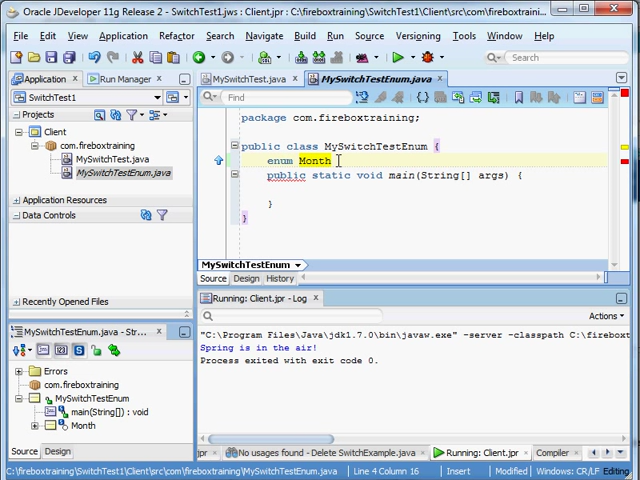 Oracle JDeveloper 11g Release 2 - SwitchTest1.jws : Client.jpr : C:\fireboxtraining\SwitchTest1\Client\src\com\fireboxtraining...
File Edit View Application Refactor Search Navigate Build Run Source Versioning Tools Window Help
Search
Application
Run Manager
SwitchTest.java
MySwitchTestEnum.java
SwitchTest1
Find
Projects
Client
com.fireboxtraining
MySwitchTest.java
MySwitchTestEnum.java
package com.fireboxtraining;
public class MySwitchTestEnum {
enum Month
public static void main(String[] args) {
}
}
Application Resources
Data Controls
Recently Opened Files
MySwitchTestEnum
Source Design History
Running: Client.jpr - Log
Actions
"C:\Program Files\Java\jdk1.7.0\bin\javaw.exe" -server -classpath C:\firebox
Spring is in the air!
Process exited with exit code 0.
MySwitchTestEnum.java - Str...
Errors
com.fireboxtraining
MySwitchTestEnum
main(String[]) : void
Month
Source Design
jpr
No usages found - Delete SwitchExample.java
Running: Client.jpr
Compiler
C:/fireboxtraining/SwitchTest1/Client/src/com/fireboxtraining/MySwitchTestEnum.java
Line 4 Column 16
Insert
Modified
Windows: CR/LF
Editing